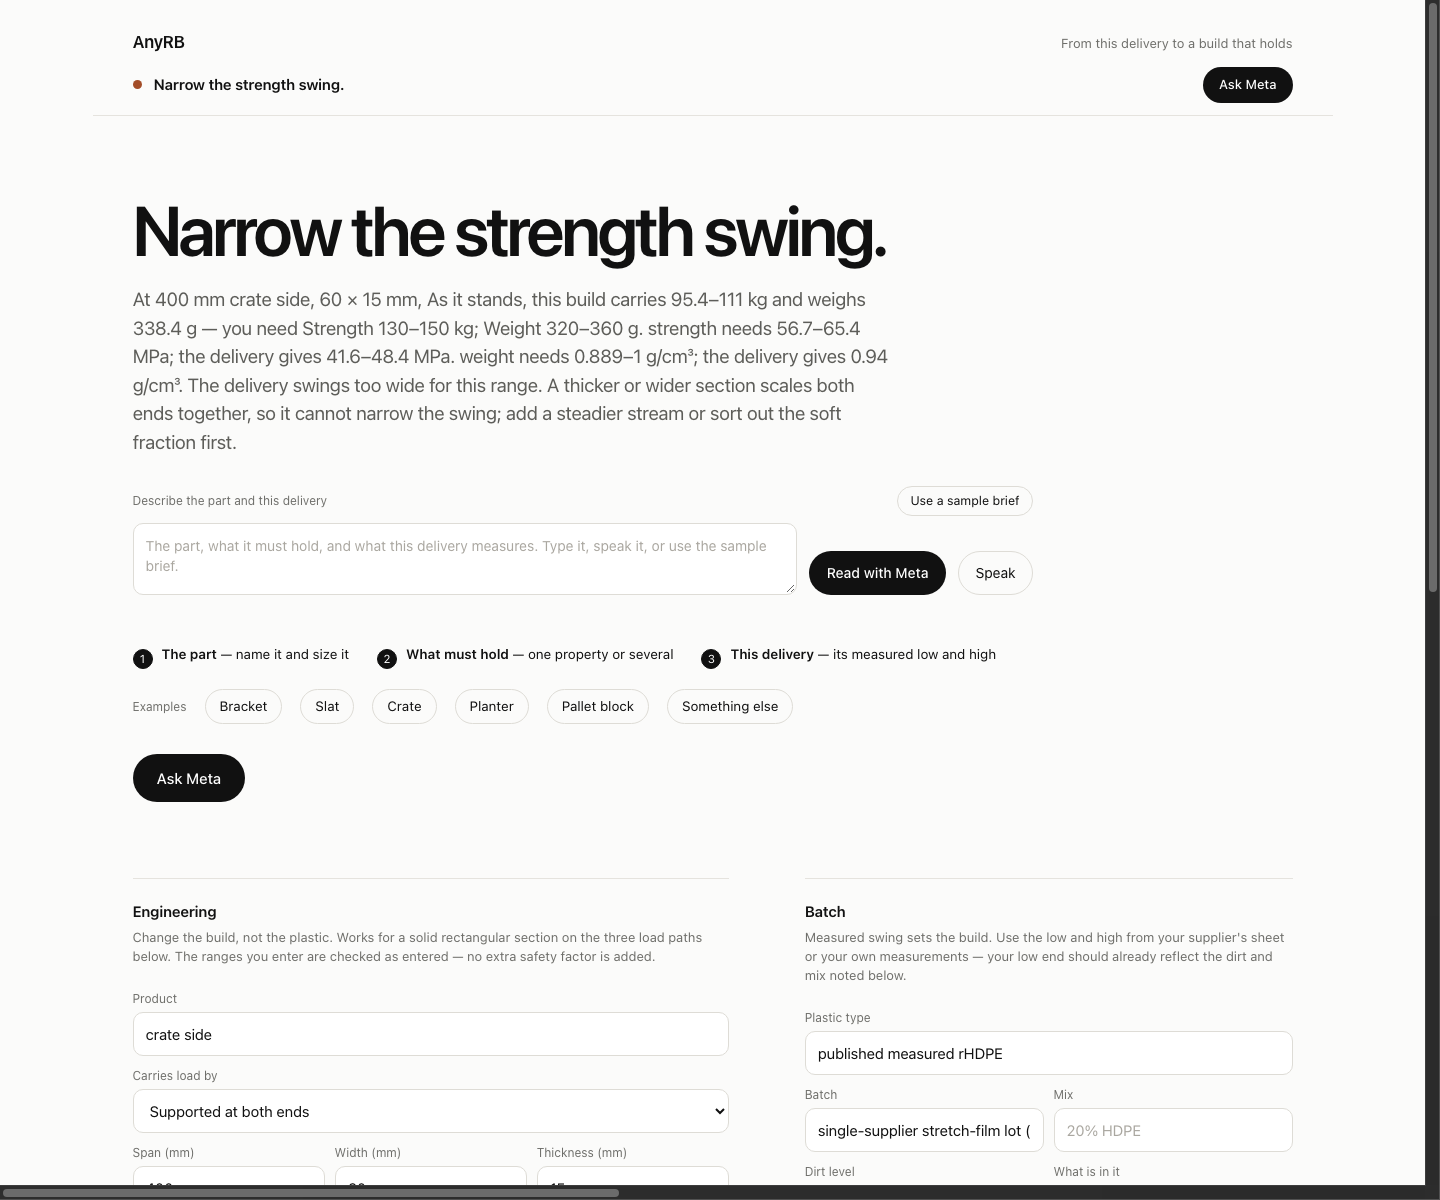 AnyRB
From this delivery to a build that holds
Narrow the strength swing.
Ask Meta
Narrow the strength swing.
At 400 mm crate side, 60 × 15 mm, As it stands, this build carries 95.4–111 kg and weighs
338.4 g — you need Strength 130–150 kg; Weight 320–360 g. strength needs 56.7–65.4
MPa; the delivery gives 41.6–48.4 MPa. weight needs 0.889–1 g/cm³; the delivery gives 0.94
g/cm³. The delivery swings too wide for this range. A thicker or wider section scales both
ends together, so it cannot narrow the swing; add a steadier stream or sort out the soft
fraction first.
Describe the part and this delivery
Use a sample brief
The part, what it must hold, and what this delivery measures. Type it, speak it, or use the sample
brief.
Read with Meta
Speak
1 The part — name it and size it
2 What must hold — one property or several
3 This delivery — its measured low and high
Examples
Bracket
Slat
Crate
Planter
Pallet block
Something else
Ask Meta
Engineering
Change the build, not the plastic. Works for a solid rectangular section on the three load paths
below. The ranges you enter are checked as entered — no extra safety factor is added.
Product
crate side
Carries load by
Supported at both ends
Span (mm)
Width (mm)
Thickness (mm)
Batch
Measured swing sets the build. Use the low and high from your supplier's sheet
or your own measurements — your low end should already reflect the dirt and
mix noted below.
Plastic type
published measured rHDPE
Batch
Mix
single-supplier stretch-film lot (
20% HDPE
Dirt level
What is in it